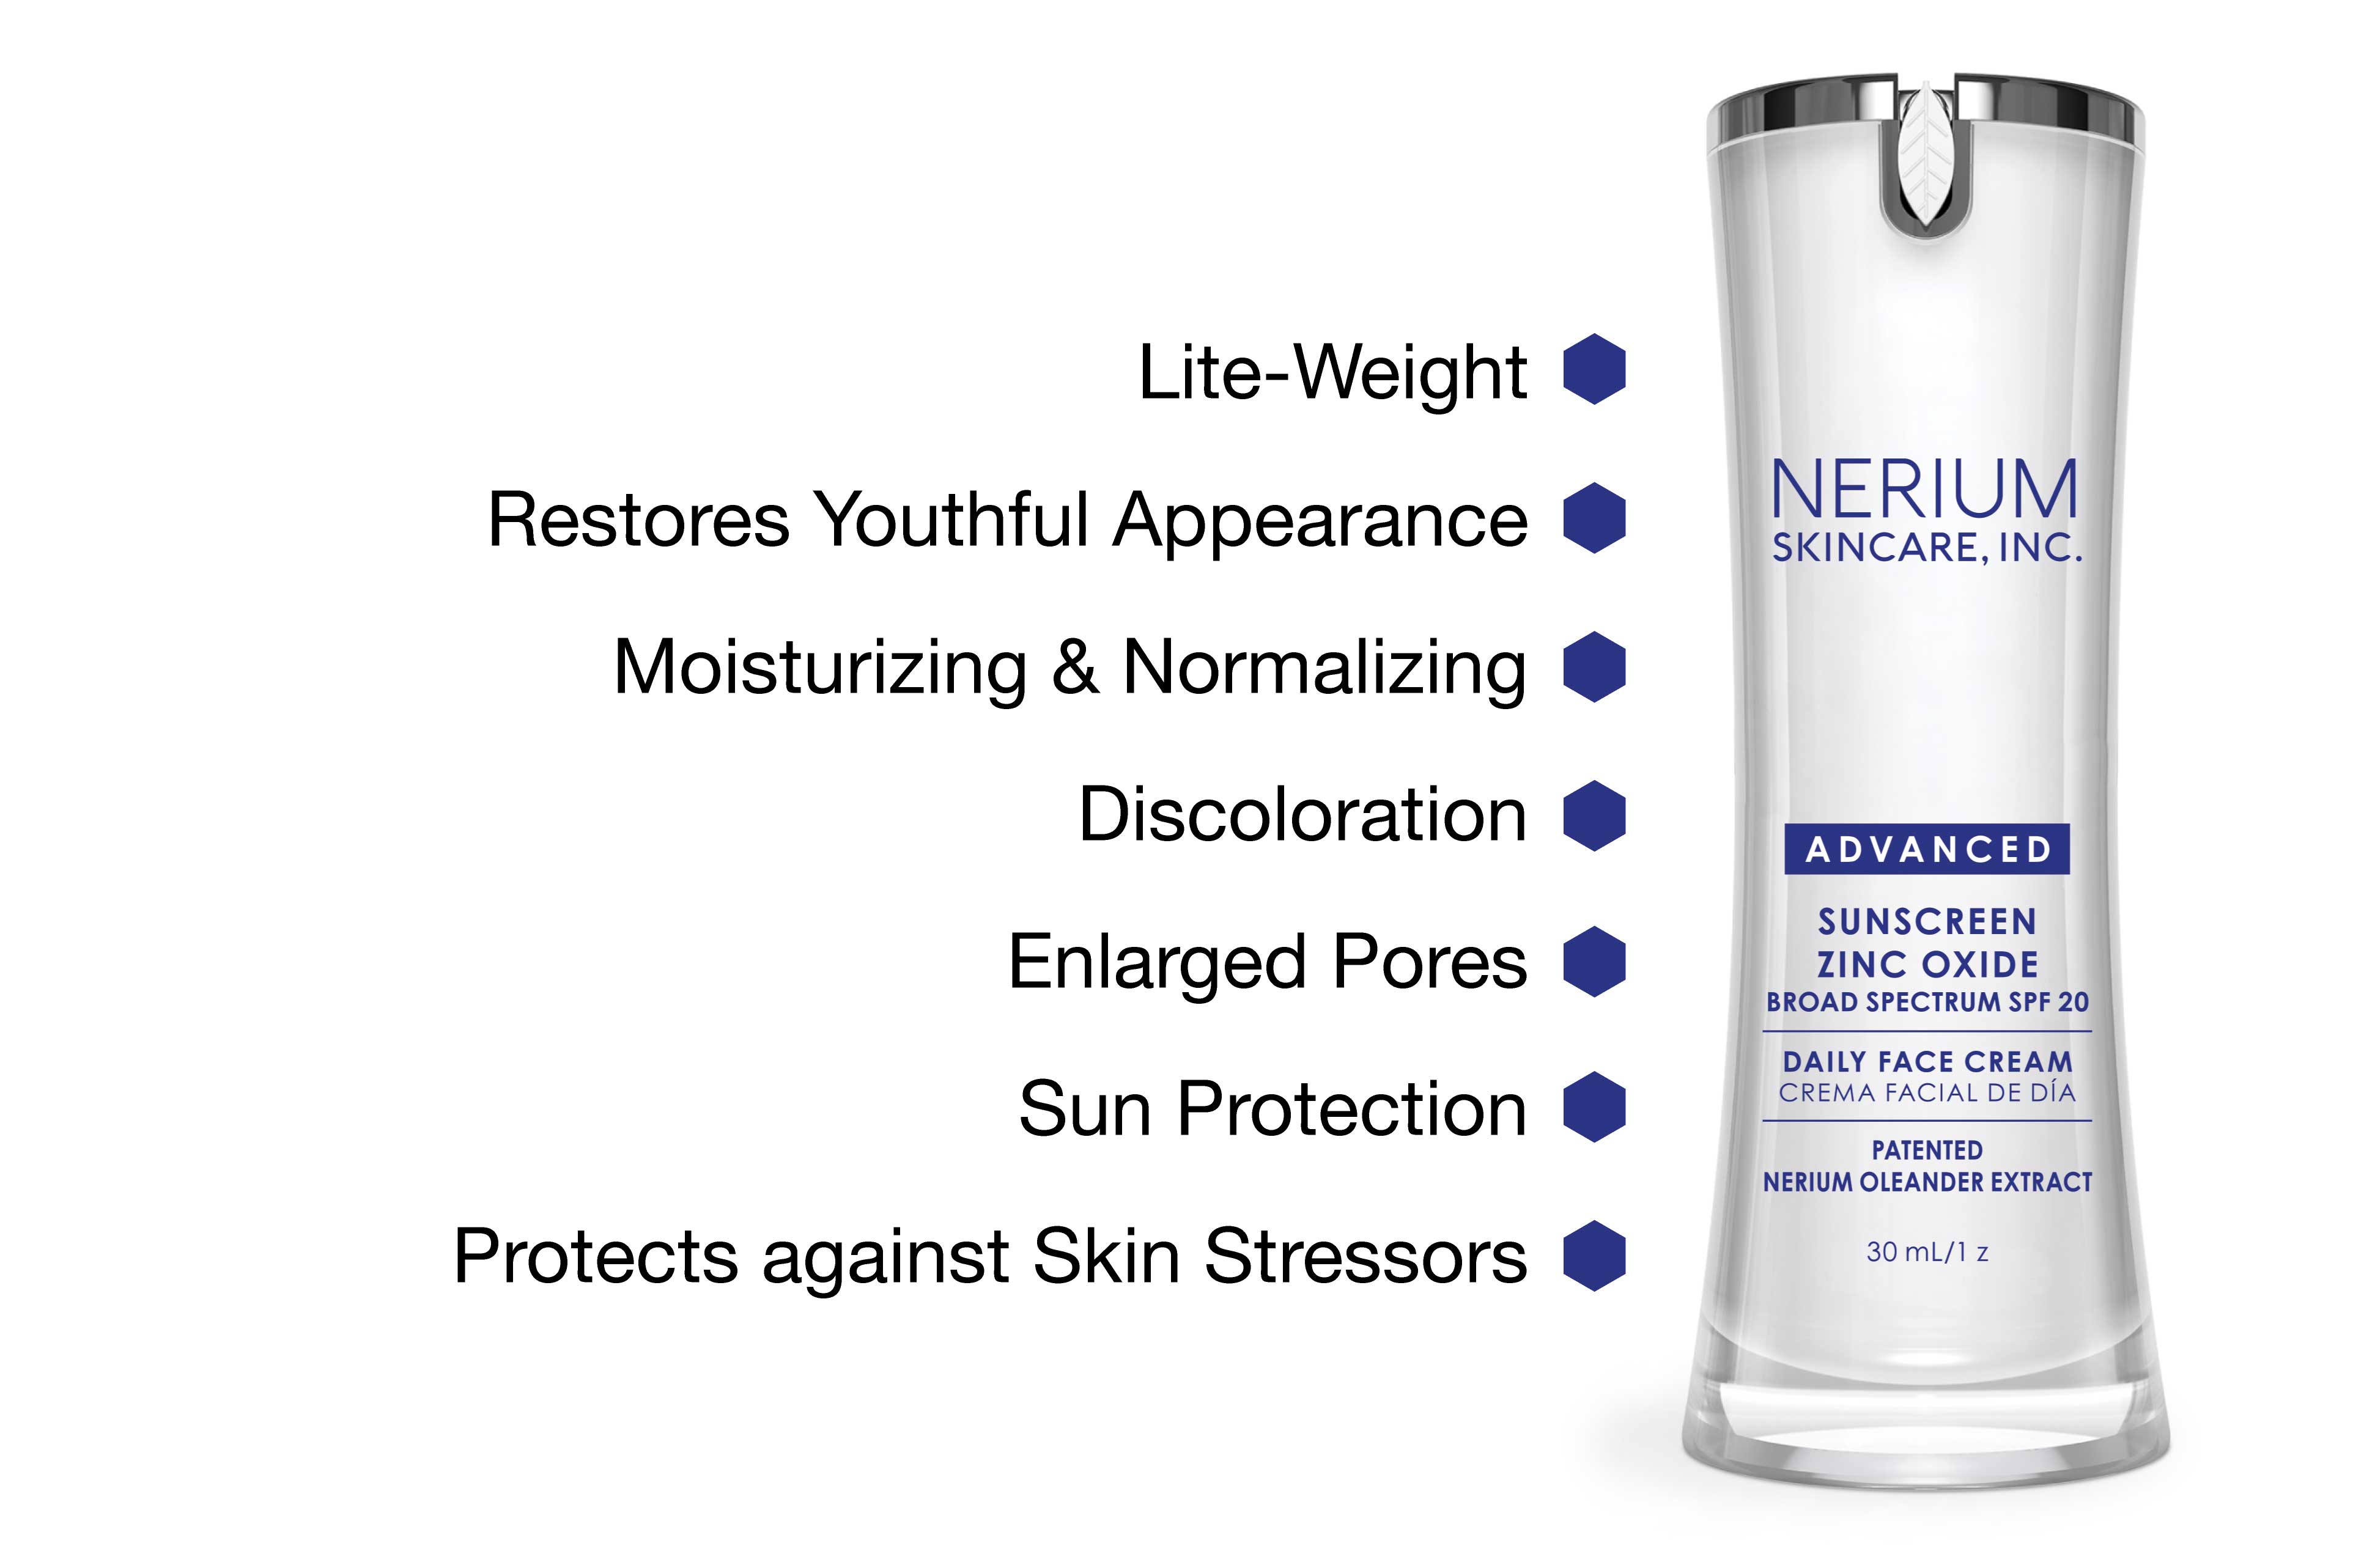 Lite-Weight
Restores Youthful Appearance
Moisturizing & Normalizing
Discoloration
Enlarged Pores
Sun Protection
Protects against Skin Stressors
NERIUM
SKINCARE, INC.
ADVANCED
SUNSCREEN
ZINC OXIDE
BROAD SPECTRUM SPF 20
DAILY FACE CREAM
CREMA FACIAL DE DÍA
PATENTED
NERIUM OLEANDER EXTRACT
30 mL/1 z